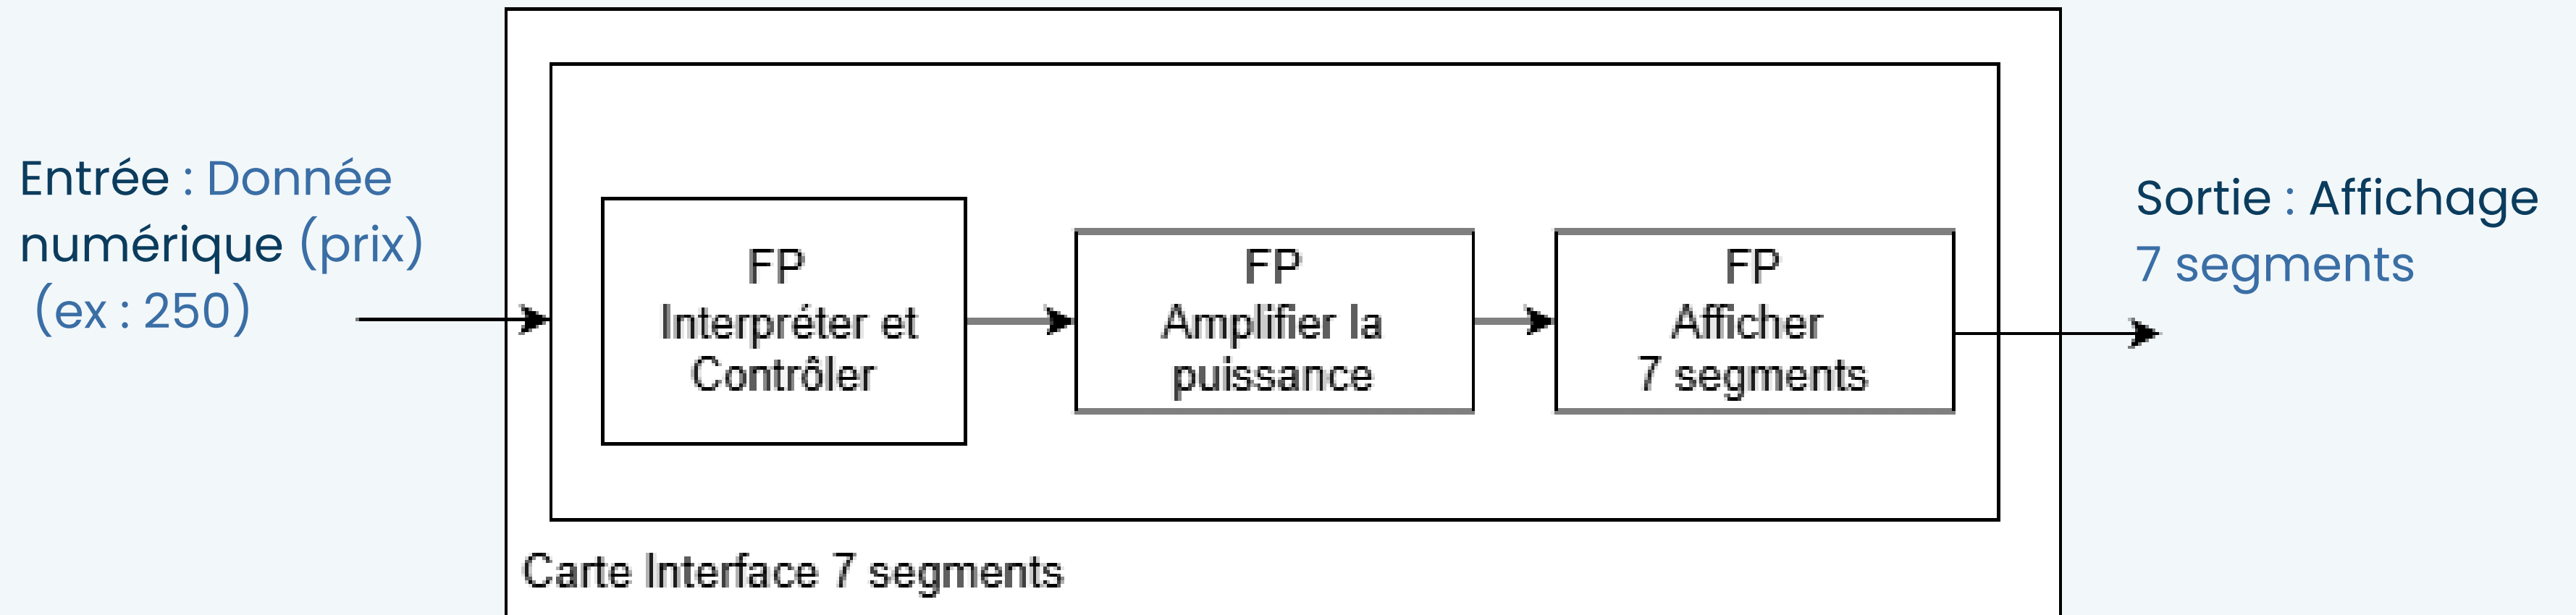 Entrée : Donnée
numérique (prix)
(ex : 250)
FP
Interpréter et
Contrôler
FP
Amplifier la
puissance
FP
Afficher
7 segments
Sortie : Affichage
7 segments
Carte Interface 7 segments